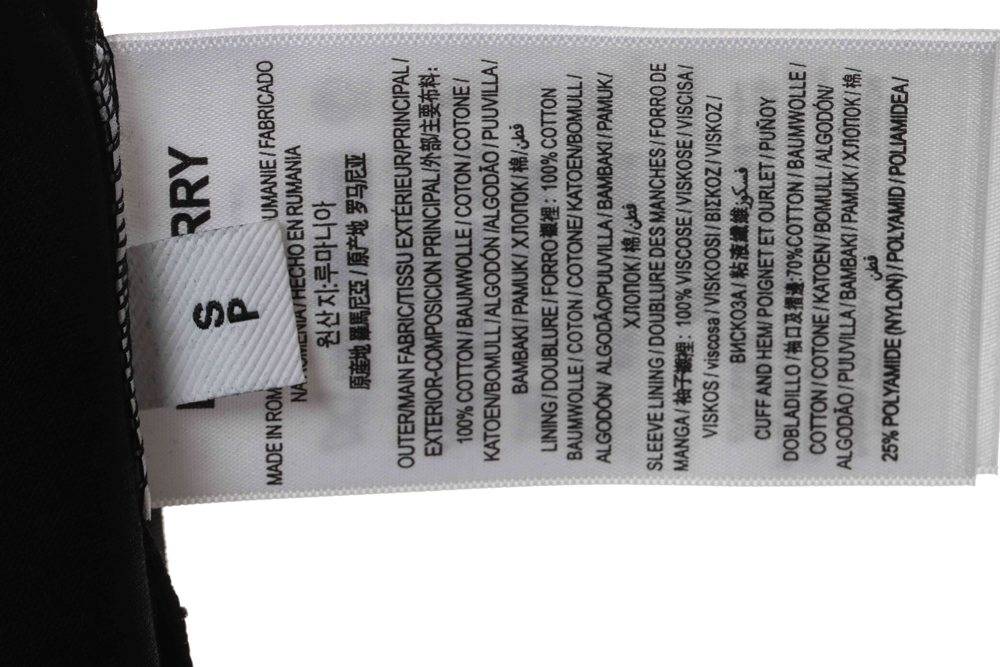 RRY
S
P
MADE IN ROM UMANIE / FABRICADO
NA HECHO EN RUMANIA
원산지:루마니아
原産地 羅馬尼亞 / 原产地 罗马尼亚
OUTER/MAIN FABRIC/TISSU EXTÉRIEUR/PRINCIPAL/
EXTERIOR-COMPOSICION PRINCIPAL/外部/主要布料:
100% COTTON / BAUMWOLLE / COTON / COTONE /
KATOEN/BOMULL/ALGODÓN/ALGODÃO/PUUVILLA/
BAMBAKI / PAMUK / ХЛОПОК / 棉 / قطن
LINING / DOUBLURE / FORRO 襯裡: 100% COTTON
BAUMWOLLE / COTON / COTONE / KATOEN/BOMULL/
ALGODÓN/ ALGODÃO/PUUVILLA / BAMBAKI / PAMUK/
ХЛОПОК / 棉 / قطن
SLEEVE LINING / DOUBLURE DES MANCHES / FORRO DE
MANGA / 袖子襯裡: 100% VISCOSE / VISKOSE / VISCISA /
VISKOS / viscosa / VISKOOSI / ΒΙΣΚΟΖ / VISKOZ /
ВИСКОЗА / 粘液纖維 / فسكوز
CUFF AND HEM/ POIGNET ET OURLET / PUÑOY
DOBLADILLO / 袖口及摺邊:70% COTTON / BAUMWOLLE /
COTTON / COTONE / KATOEN / BOMULL / ALGODÓN/
ALGODÃO / PUUVILLA / BAMBAKI / PAMUK / ХЛОПОК / 棉/
قطن
25% POLYAMIDE (NYLON) / POLYAMID / POLIAMIDEA /